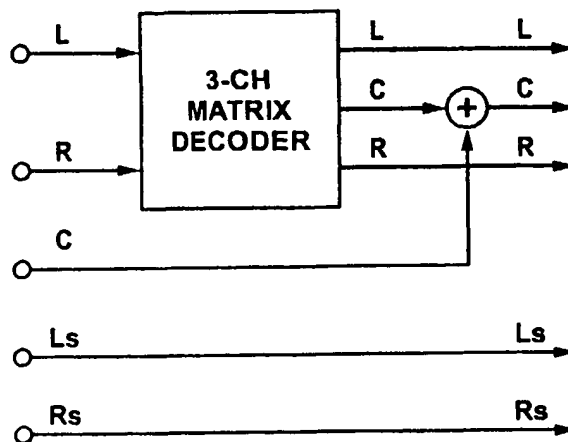 L
R
3-CH
MATRIX
DECODER
L L
C + C
R R
C
Ls Ls
Rs Rs